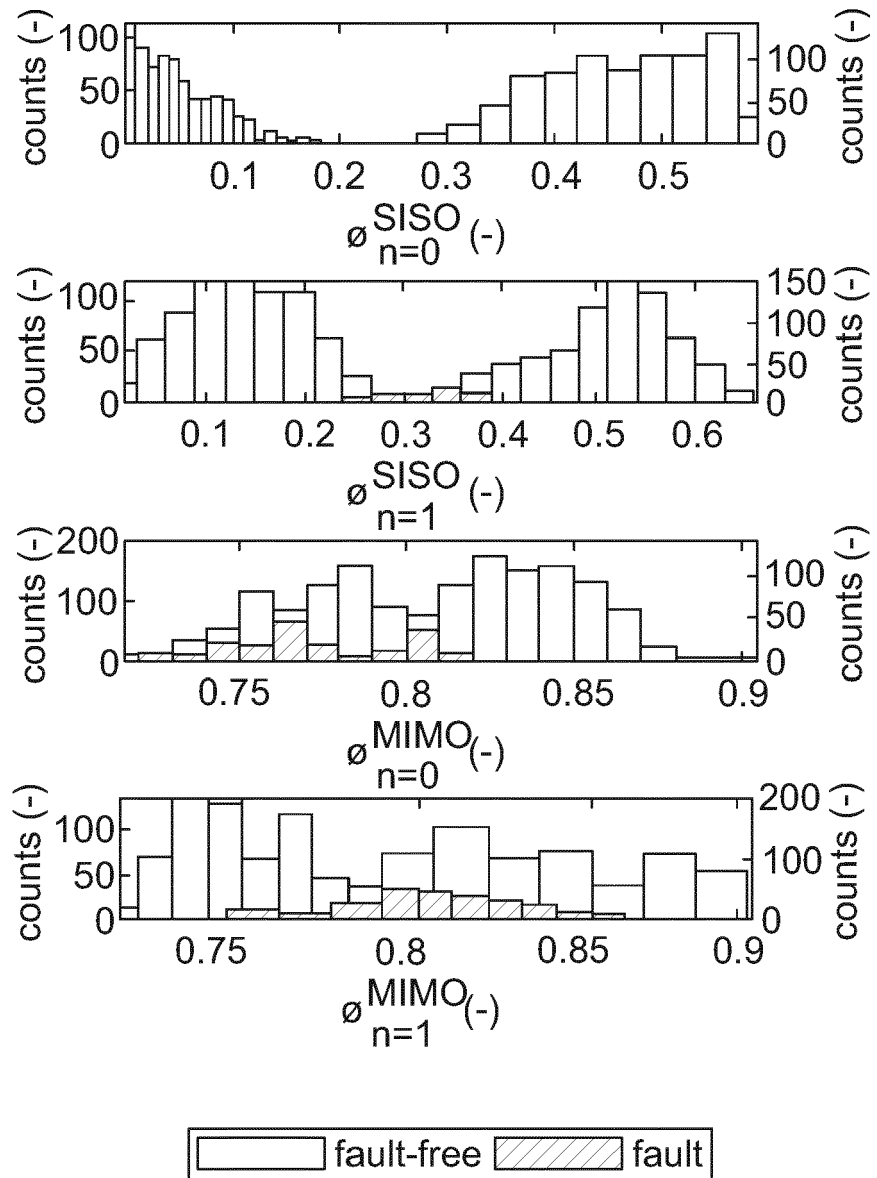 counts (-)
100
50
0
100
50
0
counts (-)
0.1 0.2 0.3 0.4 0.5
ø SISO n=0 (-)
counts (-)
100
50
0
150
100
50
0
counts (-)
0.1 0.2 0.3 0.4 0.5 0.6
ø SISO n=1 (-)
counts (-)
200
100
0
100
50
0
counts (-)
0.75 0.8 0.85 0.9
ø MIMO n=0 (-)
counts (-)
100
50
0
200
100
0
counts (-)
0.75 0.8 0.85 0.9
ø MIMO n=1 (-)
fault-free fault